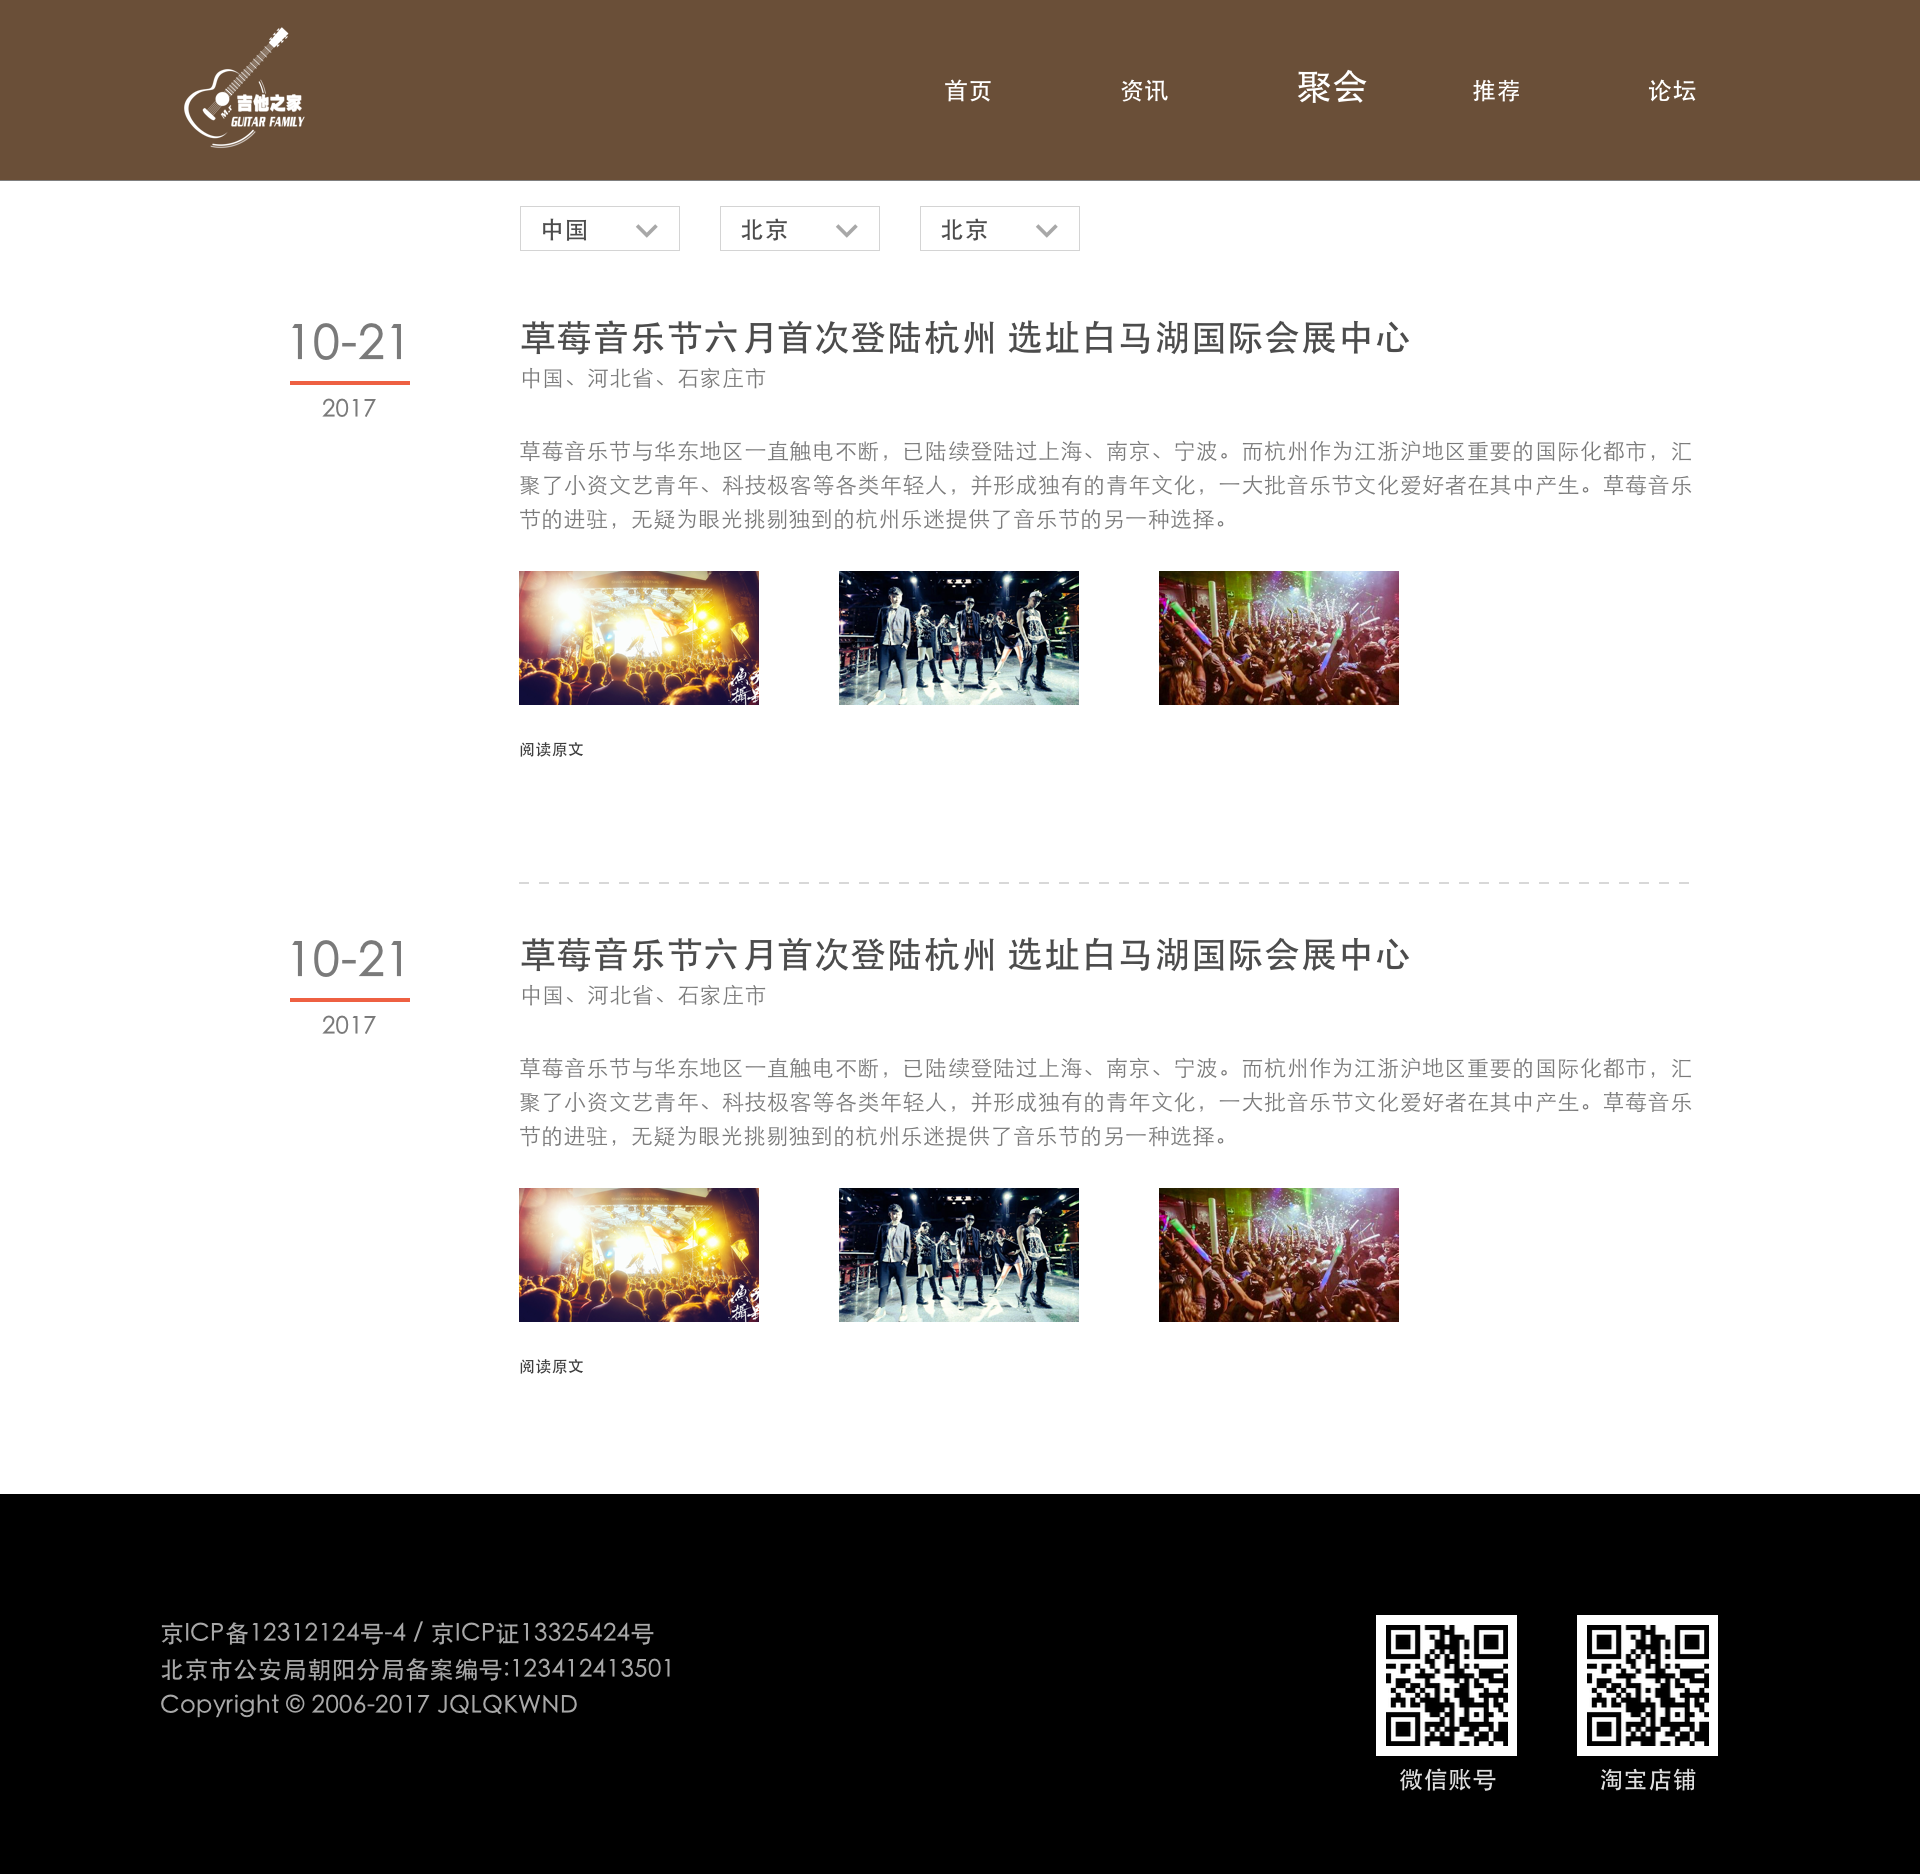 吉他之家
GUITAR FAMILY
首页 资讯 聚会 推荐 论坛
中国 北京 北京
10-21
2017
草莓音乐节六月首次登陆杭州 选址白马湖国际会展中心
中国、河北省、石家庄市
草莓音乐节与华东地区一直触电不断，已陆续登陆过上海、南京、宁波。而杭州作为江浙沪地区重要的国际化都市，汇
聚了小资文艺青年、科技极客等各类年轻人，并形成独有的青年文化，一大批音乐节文化爱好者在其中产生。草莓音乐
节的进驻，无疑为眼光挑剔独到的杭州乐迷提供了音乐节的另一种选择。
阅读原文
10-21
2017
草莓音乐节六月首次登陆杭州 选址白马湖国际会展中心
中国、河北省、石家庄市
草莓音乐节与华东地区一直触电不断，已陆续登陆过上海、南京、宁波。而杭州作为江浙沪地区重要的国际化都市，汇
聚了小资文艺青年、科技极客等各类年轻人，并形成独有的青年文化，一大批音乐节文化爱好者在其中产生。草莓音乐
节的进驻，无疑为眼光挑剔独到的杭州乐迷提供了音乐节的另一种选择。
阅读原文
京ICP备12312124号-4 / 京ICP证13325424号
北京市公安局朝阳分局备案编号:123412413501
Copyright © 2006-2017 JQLQKWND
微信账号 淘宝店铺